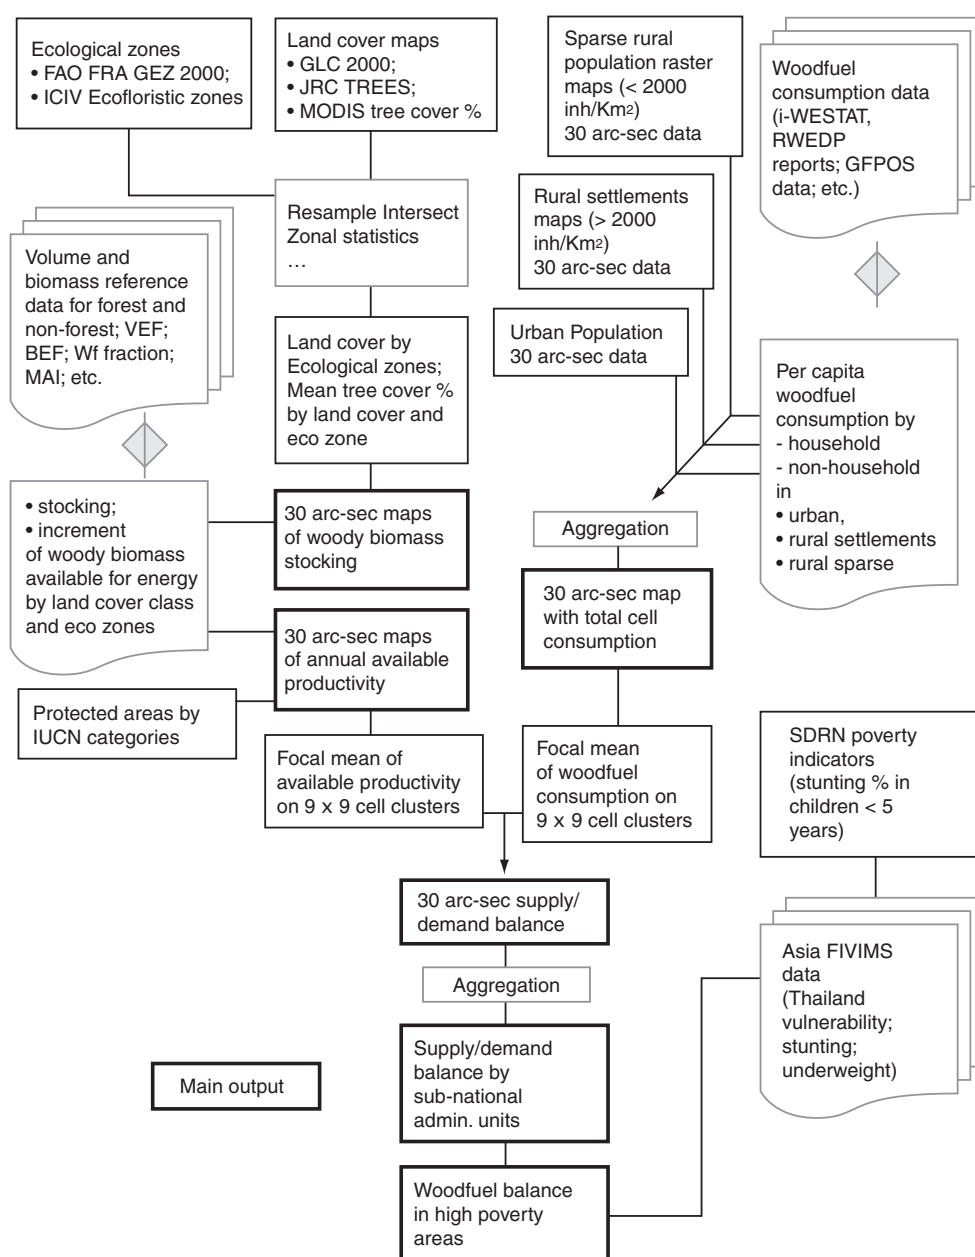 Ecological zones
• FAO FRA GEZ 2000;
• ICIV Ecofloristic zones
Land cover maps
• GLC 2000;
• JRC TREES;
• MODIS tree cover %
Sparse rural
population raster
maps (< 2000
inh/Km²)
30 arc-sec data
Woodfuel
consumption data
(i-WESTAT,
RWEDP
reports; GFPOS
data; etc.)
Resample Intersect
Zonal statistics
…
Rural settlements
maps (> 2000
inh/Km²)
30 arc-sec data
Volume and
biomass reference
data for forest and
non-forest; VEF;
BEF; Wf fraction;
MAI; etc.
Land cover by
Ecological zones;
Mean tree cover %
by land cover and
eco zone
Urban Population
30 arc-sec data
Per capita
woodfuel
consumption by
- household
- non-household
in
• urban,
• rural settlements
• rural sparse
• stocking;
• increment
of woody biomass
available for energy
by land cover class
and eco zones
30 arc-sec maps
of woody biomass
stocking
Aggregation
30 arc-sec map
with total cell
consumption
30 arc-sec maps
of annual available
productivity
Protected areas by
IUCN categories
Focal mean of
available productivity
on 9 x 9 cell clusters
Focal mean
of woodfuel
consumption on
9 x 9 cell clusters
SDRN poverty
indicators
(stunting % in
children < 5
years)
30 arc-sec supply/
demand balance
Aggregation
Asia FIVIMS
data
(Thailand
vulnerability;
stunting;
underweight)
Supply/demand
balance by
sub-national
admin. units
Main output
Woodfuel balance
in high poverty
areas